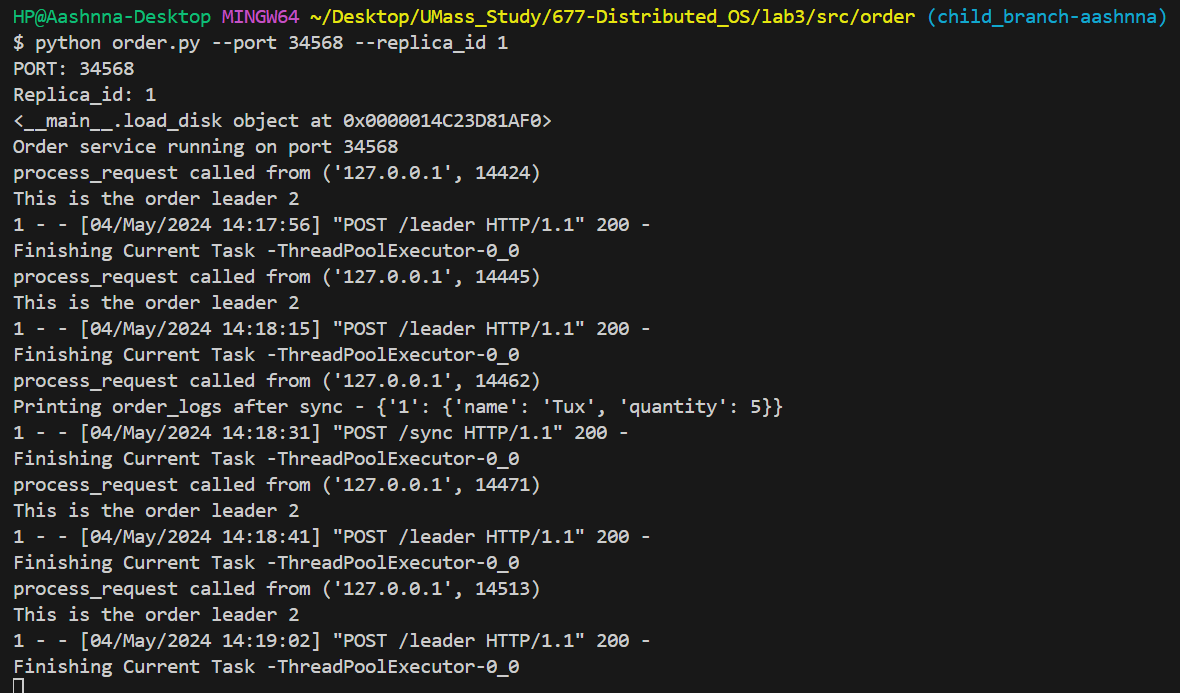 HP@Aashnna-Desktop MINGW64 ~/Desktop/UMass_Study/677-Distributed_OS/lab3/src/order (child_branch-aashnna)
$ python order.py --port 34568 --replica_id 1
PORT: 34568
Replica_id: 1
<__main__.load_disk object at 0x0000014C23D81AF0>
Order service running on port 34568
process_request called from ('127.0.0.1', 14424)
This is the order leader 2
1 - - [04/May/2024 14:17:56] "POST /leader HTTP/1.1" 200 -
Finishing Current Task -ThreadPoolExecutor-0_0
process_request called from ('127.0.0.1', 14445)
This is the order leader 2
1 - - [04/May/2024 14:18:15] "POST /leader HTTP/1.1" 200 -
Finishing Current Task -ThreadPoolExecutor-0_0
process_request called from ('127.0.0.1', 14462)
Printing order_logs after sync - {'1': {'name': 'Tux', 'quantity': 5}}
1 - - [04/May/2024 14:18:31] "POST /sync HTTP/1.1" 200 -
Finishing Current Task -ThreadPoolExecutor-0_0
process_request called from ('127.0.0.1', 14471)
This is the order leader 2
1 - - [04/May/2024 14:18:41] "POST /leader HTTP/1.1" 200 -
Finishing Current Task -ThreadPoolExecutor-0_0
process_request called from ('127.0.0.1', 14513)
This is the order leader 2
1 - - [04/May/2024 14:19:02] "POST /leader HTTP/1.1" 200 -
Finishing Current Task -ThreadPoolExecutor-0_0